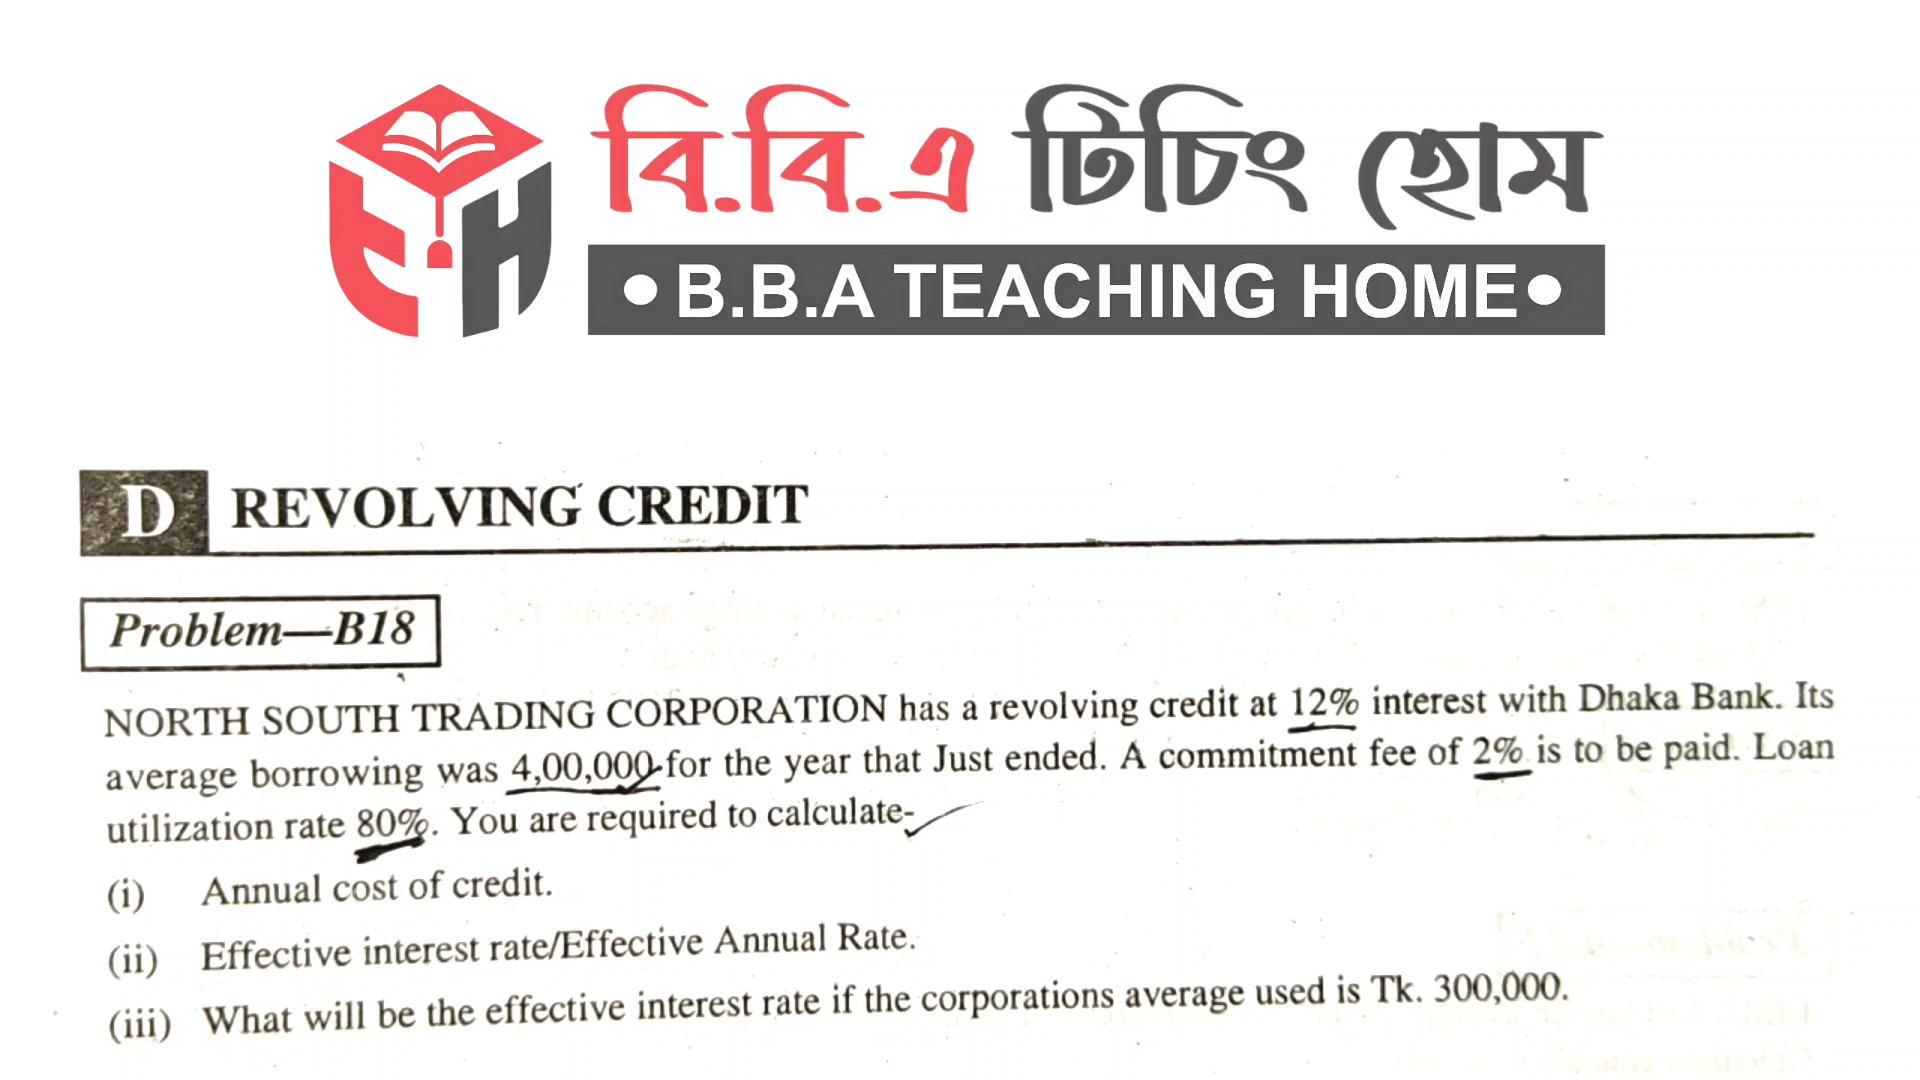 বি.বি.এ টিচিং হোম
• B.B.A TEACHING HOME •
D REVOLVING CREDIT
Problem—B18
NORTH SOUTH TRADING CORPORATION has a revolving credit at 12% interest with Dhaka Bank. Its
average borrowing was 4,00,000 for the year that Just ended. A commitment fee of 2% is to be paid. Loan
utilization rate 80%. You are required to calculate-
(i) Annual cost of credit.
(ii) Effective interest rate/Effective Annual Rate.
(iii) What will be the effective interest rate if the corporations average used is Tk. 300,000.